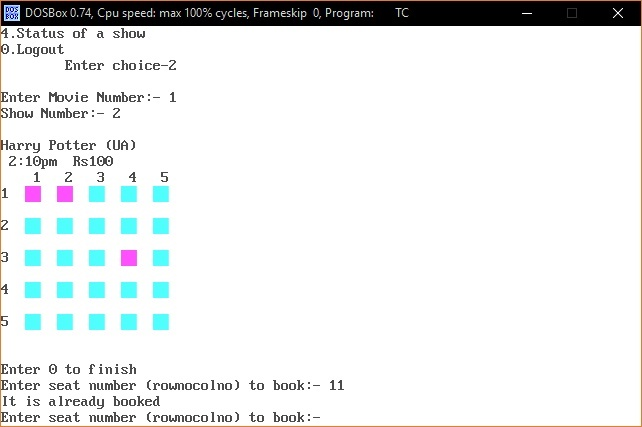 DOSBox 0.74, Cpu speed: max 100% cycles, Frameskip 0, Program: TC
4.Status of a show
0.Logout
Enter choice-2
Enter Movie Number:- 1
Show Number:- 2
Harry Potter (UA)
2:10pm Rs100
1 2 3 4 5
1
2
3
4
5
Enter 0 to finish
Enter seat number (rownocolno) to book:- 11
It is already booked
Enter seat number (rownocolno) to book:-